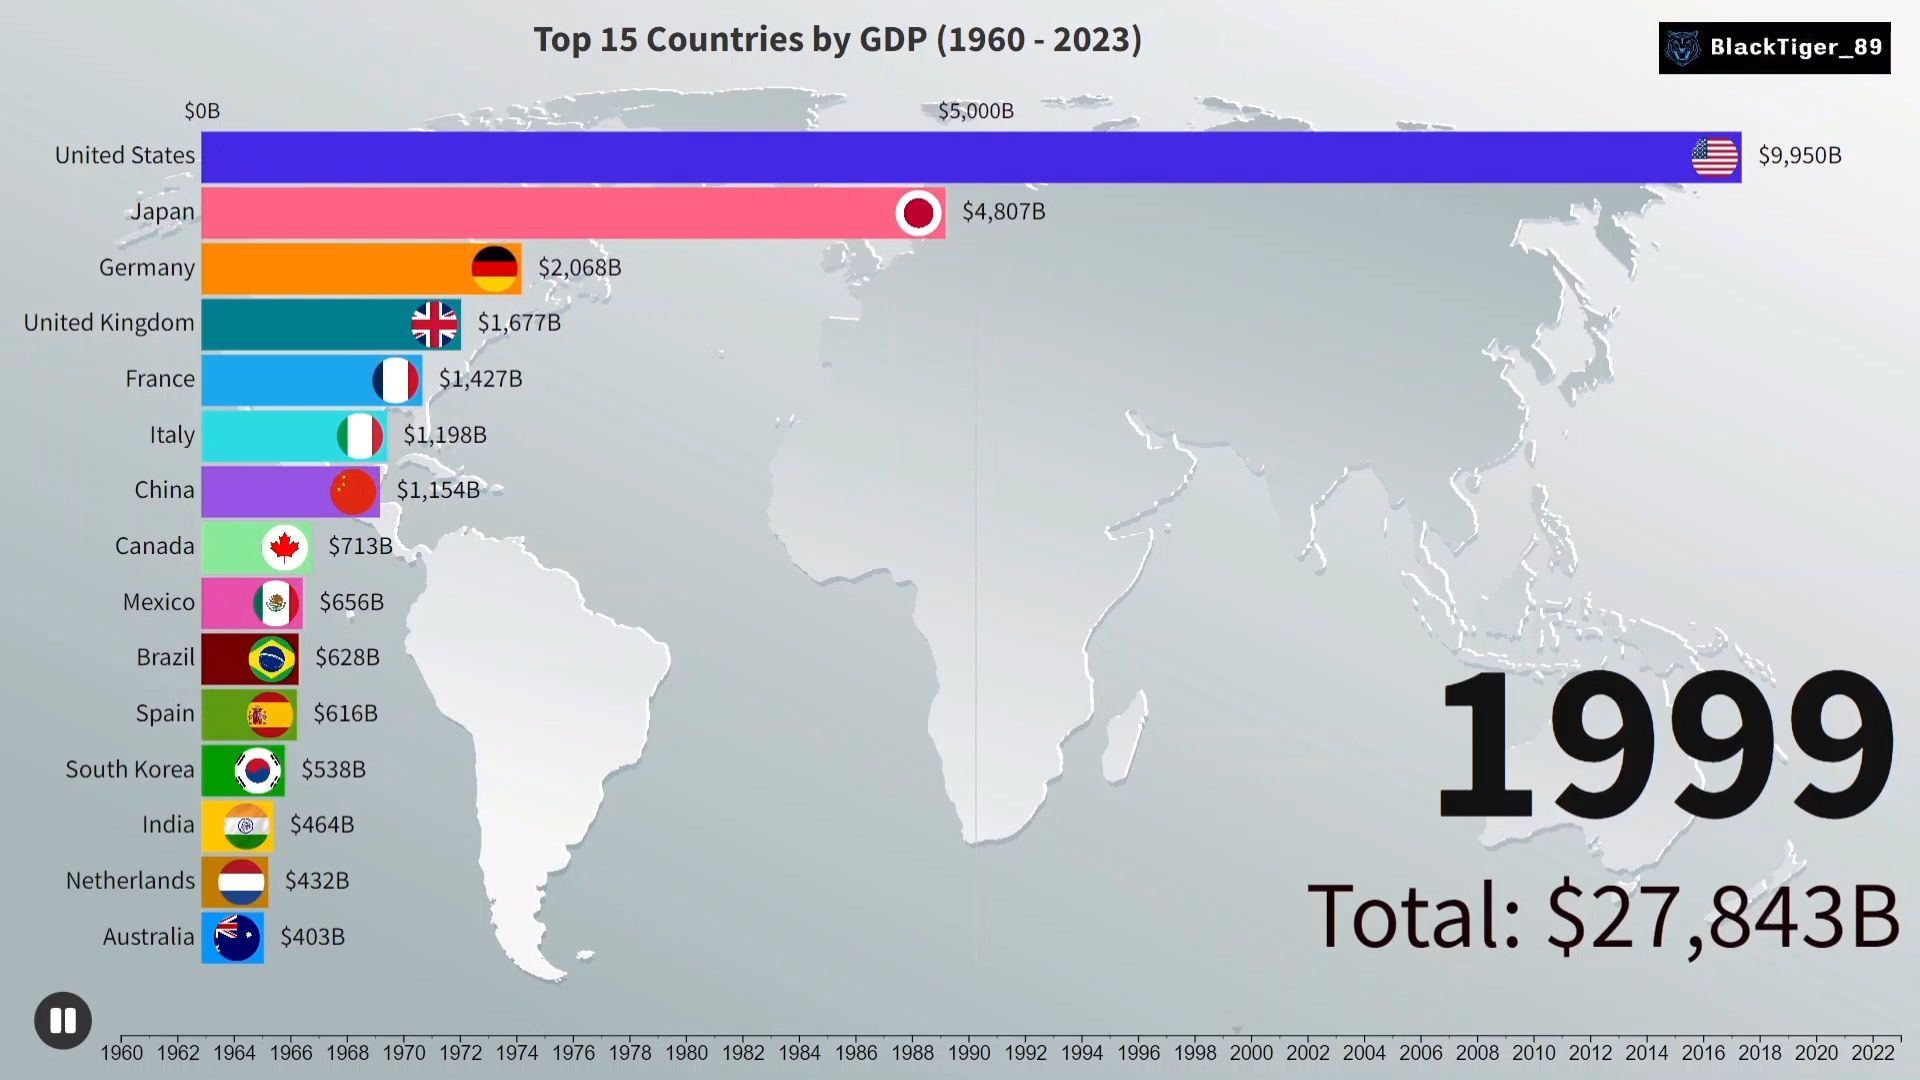 Top 15 Countries by GDP (1960 - 2023)
BlackTiger_89
$0B $5,000B
United States $9,950B
Japan $4,807B
Germany $2,068B
United Kingdom $1,677B
France $1,427B
Italy $1,198B
China $1,154B
Canada $713B
Mexico $656B
Brazil $628B
Spain $616B
South Korea $538B
India $464B
Netherlands $432B
Australia $403B
1999
Total: $27,843B
1960 1962 1964 1966 1968 1970 1972 1974 1976 1978 1980 1982 1984 1986 1988 1990 1992 1994 1996 1998 2000 2002 2004 2006 2008 2010 2012 2014 2016 2018 2020 2022